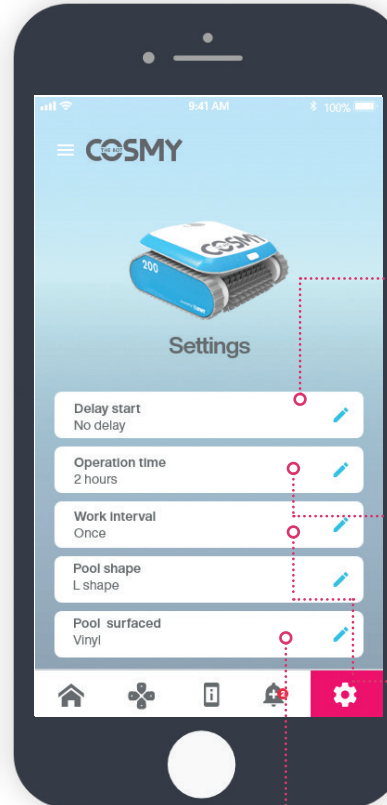 9:41 AM
100%
COSMY
THE BOT
COSMY
200
Settings
Delay start
No delay
Operation time
2 hours
Work interval
Once
Pool shape
L shape
Pool surfaced
Vinyl
2